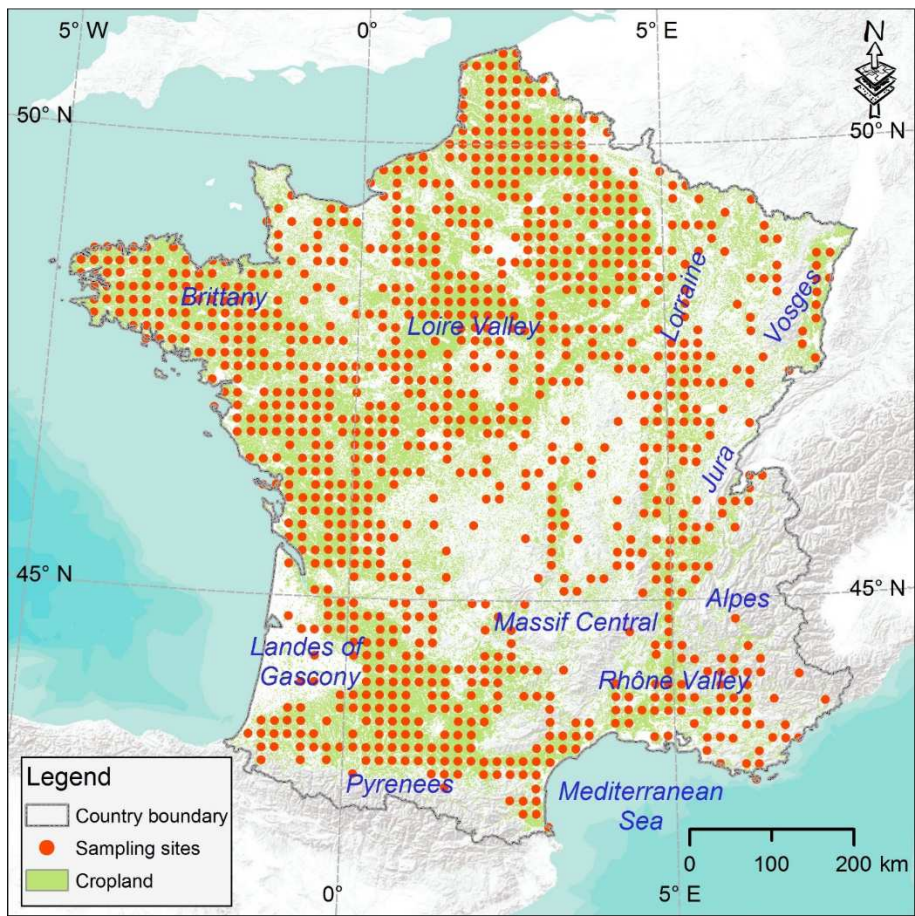 5° W
0°
5° E
N
50° N
50° N
Brittany
Loire Valley
Lorraine
Vosges
Jura
45° N
45° N
Alpes
Massif Central
Landes of
Gascony
Rhône Valley
Pyrenees
Mediterranean
Sea
Legend
Country boundary
Sampling sites
Cropland
0 100 200 km
0°
5° E